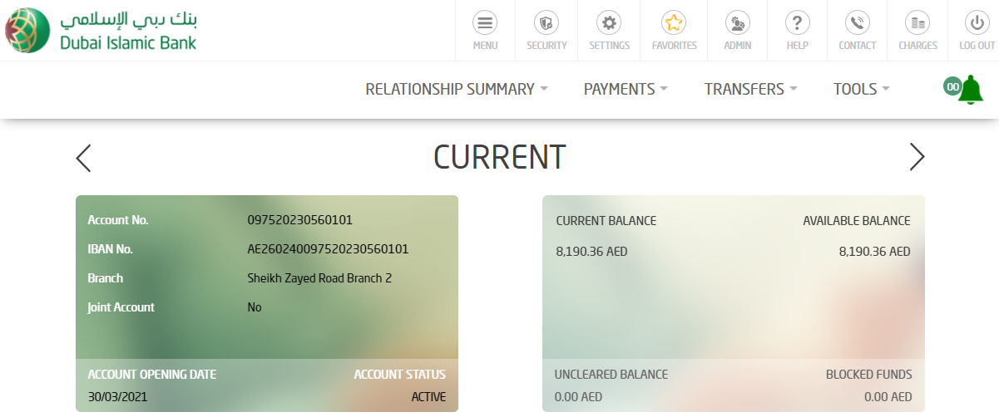 بنك دبي الإسلامي
Dubai Islamic Bank
MENU
SECURITY
SETTINGS
FAVORITES
ADMIN
HELP
CONTACT
CHARGES
LOG OUT
RELATIONSHIP SUMMARY
PAYMENTS
TRANSFERS
TOOLS
00
CURRENT
Account No. 097520230560101
IBAN No. AE260240097520230560101
Branch Sheikh Zayed Road Branch 2
Joint Account No
ACCOUNT OPENING DATE ACCOUNT STATUS
30/03/2021 ACTIVE
CURRENT BALANCE AVAILABLE BALANCE
8,190.36 AED 8,190.36 AED
UNCLEARED BALANCE BLOCKED FUNDS
0.00 AED 0.00 AED